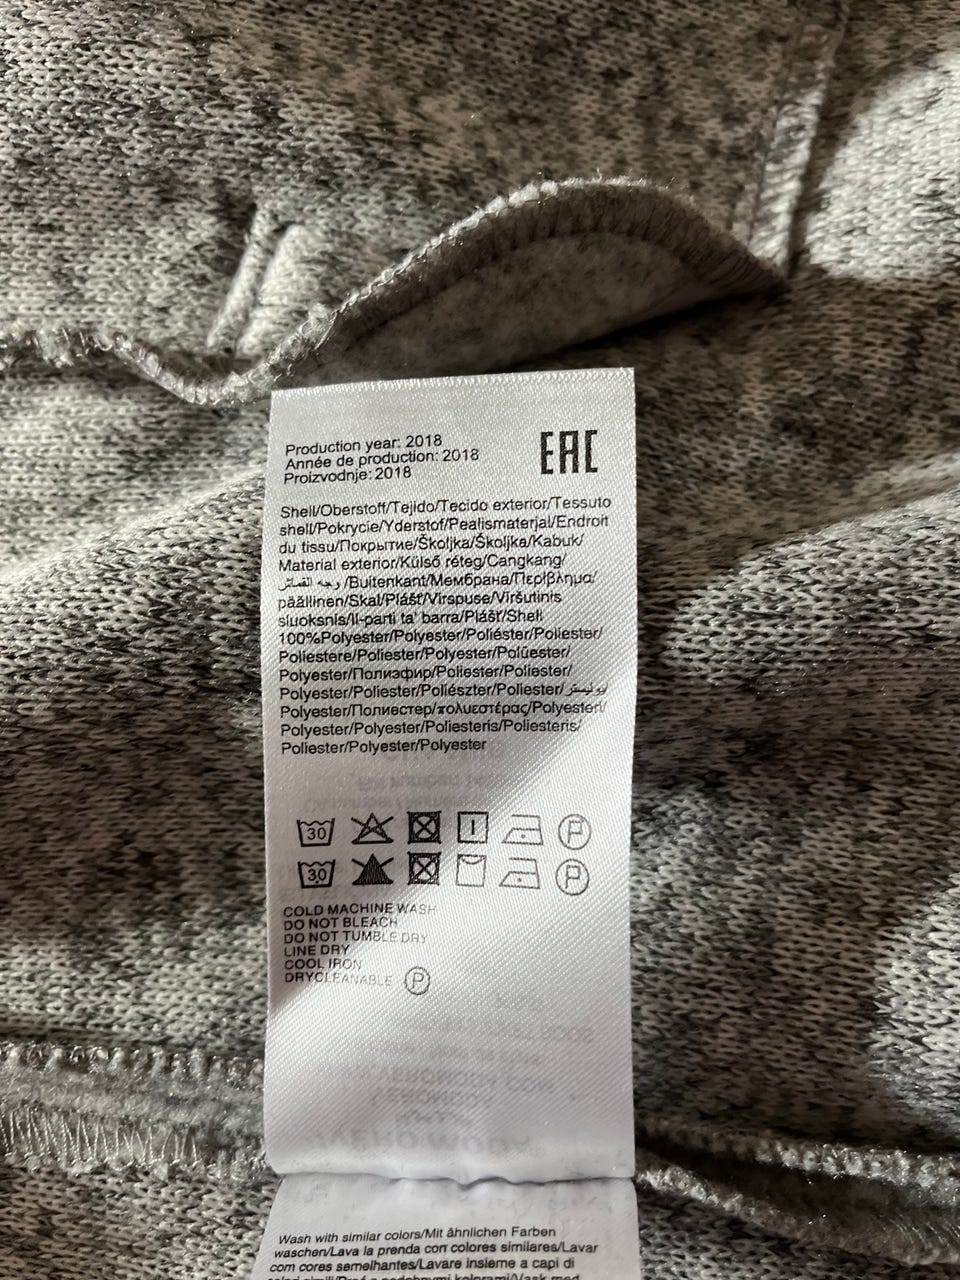 Production year: 2018
Année de production: 2018
Proizvodnje: 2018
EAC
Shell/Oberstoff/Tejido/Tecido exterior/Tessuto
shell/Pokrycie/Yderstof/Pealismaterjal/Endroit
du tissu/Покрытие/Školjka/Školjka/Kabuk/
Material exterior/Külső réteg/Cangkang/
وجه القماش/Buitenkant/Мембрана/Περίβλημα/
päällinen/Skal/Plášť/Virspuse/Viršutinis
sluoksnis/Il-parti ta' barra/Plášť/Shell
100%Polyester/Polyester/Poliéster/Poliester/
Poliestere/Poliester/Polyester/Polüester/
Polyester/Полиэфир/Poliester/Poliester/
Polyester/Poliester/Poliészter/Poliester/بوليستر
Polyester/Полиестер/πολυεστέρας/Polyesteri/
Polyester/Polyester/Poliesteris/Poliesteris/
Poliester/Polyester/Polyester
30 P
30 P
COLD MACHINE WASH
DO NOT BLEACH
DO NOT TUMBLE DRY
LINE DRY
COOL IRON
DRYCLEANABLE P
Wash with similar colors/Mit ähnlichen Farben
waschen/Lava la prenda con colores similares/Lavar
com cores semelhantes/Lavare insieme a capi di